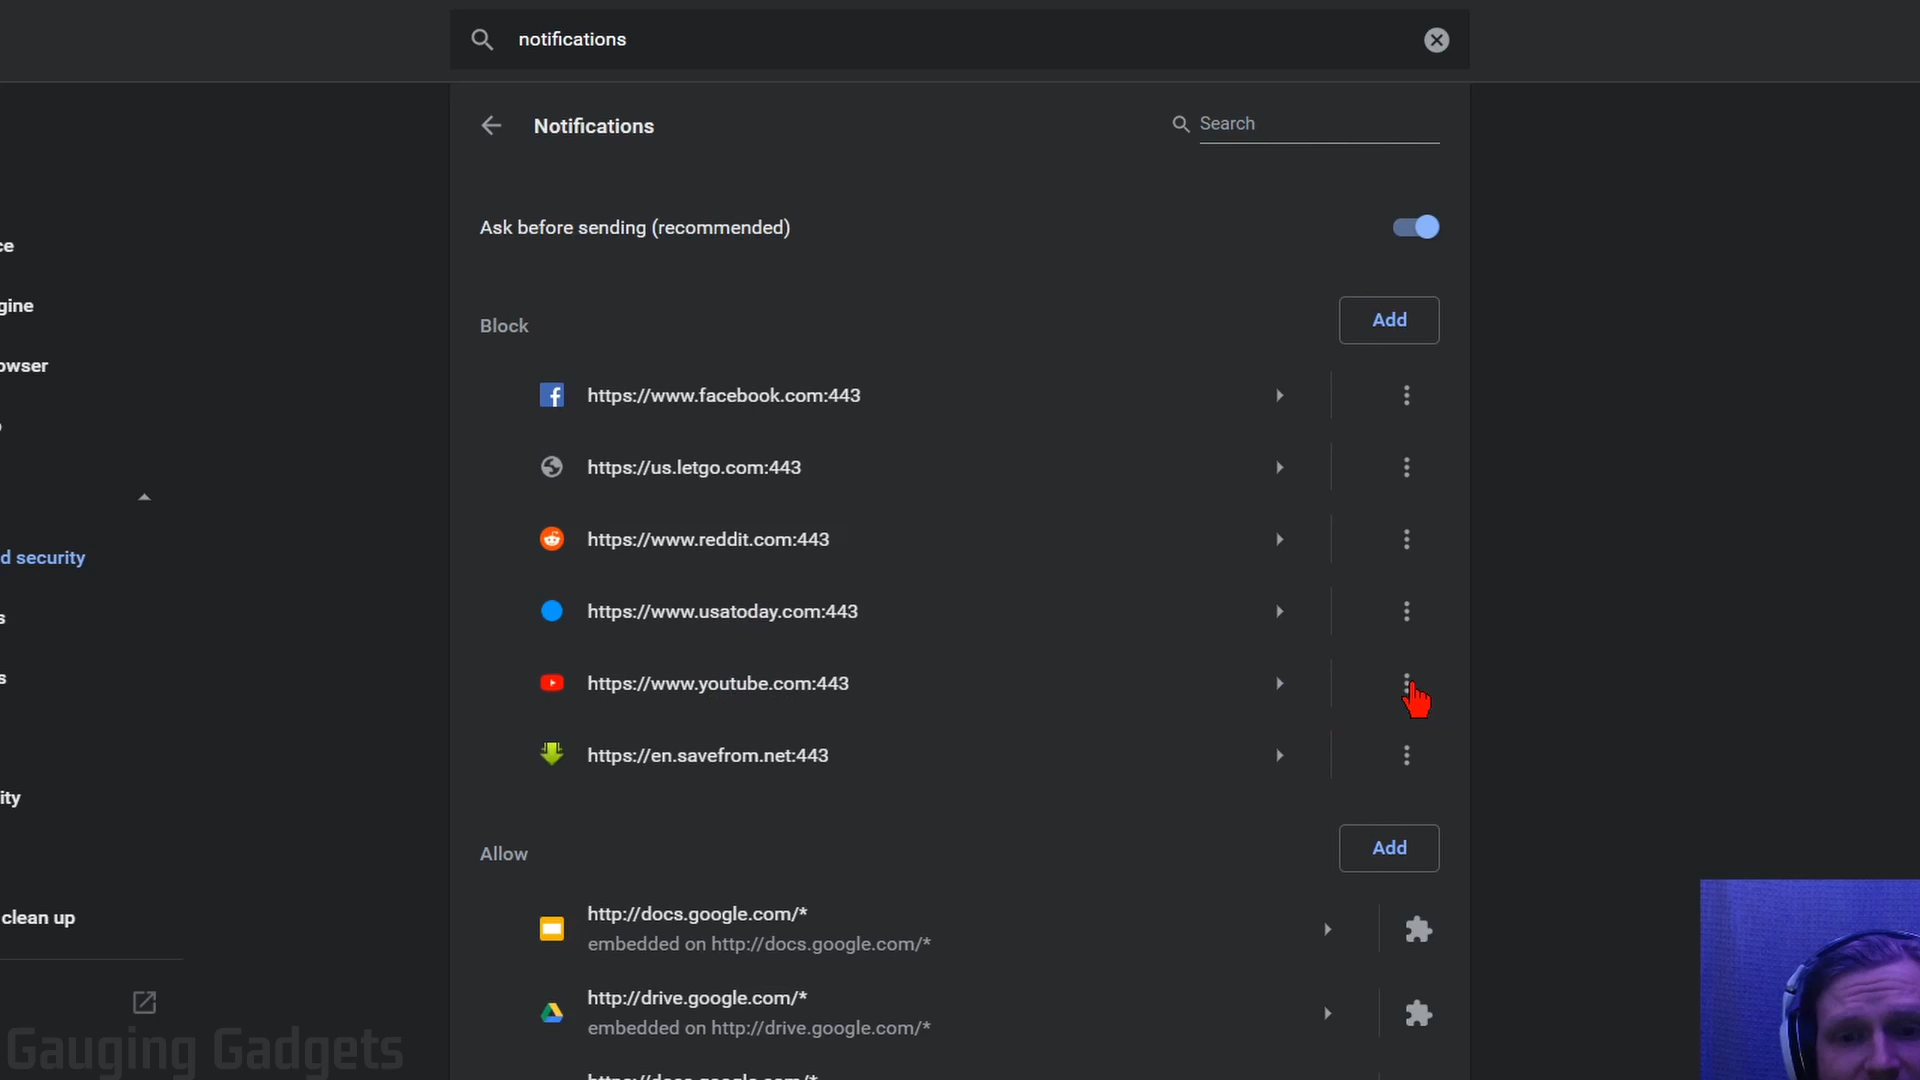 notifications
Notifications
Search
Ask before sending (recommended)
Block
Add
https://www.facebook.com:443
https://us.letgo.com:443
https://www.reddit.com:443
https://www.usatoday.com:443
https://www.youtube.com:443
https://en.savefrom.net:443
Allow
Add
http://docs.google.com/*
embedded on http://docs.google.com/*
http://drive.google.com/*
embedded on http://drive.google.com/*
ce
gine
owser
d security
s
s
ity
clean up
Gauging Gadgets